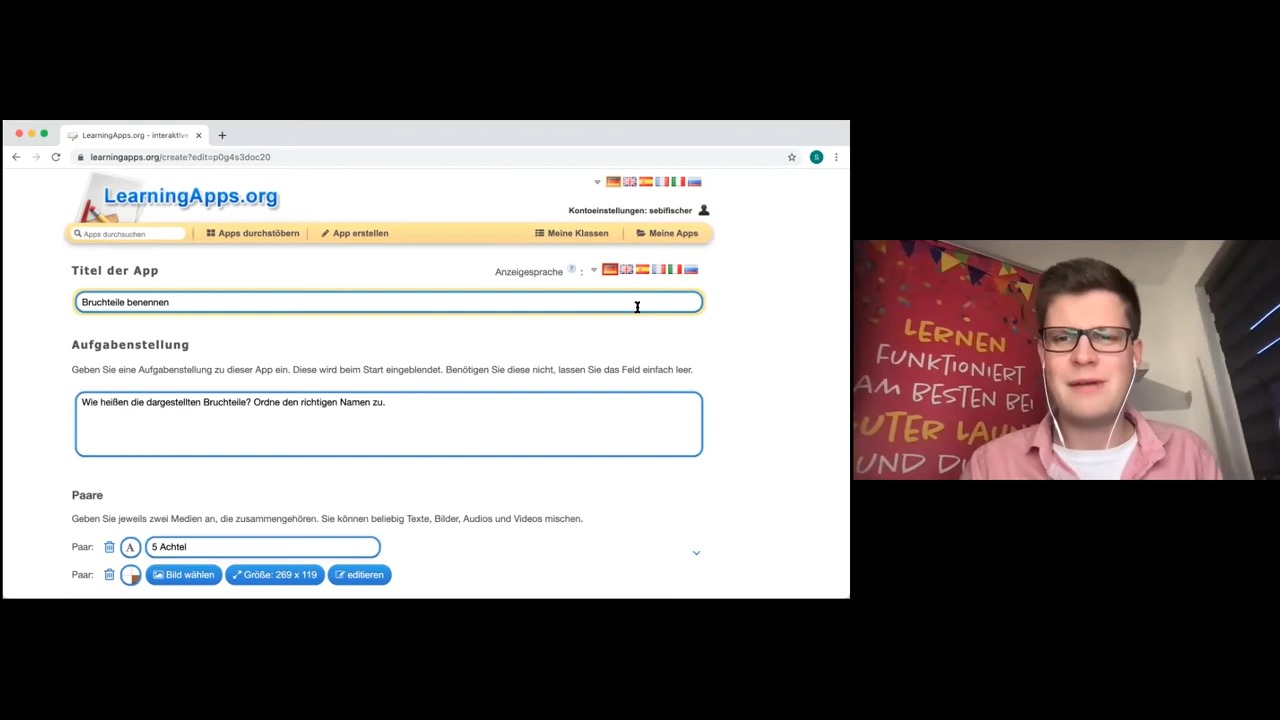 LearningApps.org - interaktive
learningapps.org/create?edit=p0g4s3doc20
S
LearningApps.org
Kontoeinstellungen: sebifischer
Apps durchsuchen
Apps durchstöbern
App erstellen
Meine Klassen
Meine Apps
Titel der App
Anzeigesprache ? :
Bruchteile benennen
Aufgabenstellung
Geben Sie eine Aufgabenstellung zu dieser App ein. Diese wird beim Start eingeblendet. Benötigen Sie diese nicht, lassen Sie das Feld einfach leer.
Wie heißen die dargestellten Bruchteile? Ordne den richtigen Namen zu.
Paare
Geben Sie jeweils zwei Medien an, die zusammengehören. Sie können beliebig Texte, Bilder, Audios und Videos mischen.
Paar: A 5 Achtel
Paar: Bild wählen Größe: 269 x 119 editieren
LERNEN
FUNKTIONIERT
AM BESTEN BEI
GUTER LAUN
UND D